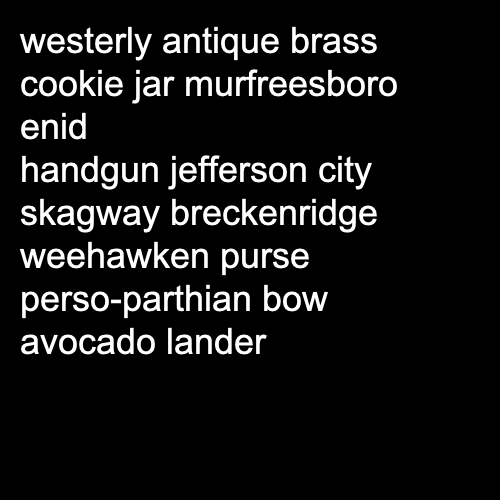 westerly antique brass
cookie jar murfreesboro
enid
handgun jefferson city
skagway breckenridge
weehawken purse
perso-parthian bow
avocado lander